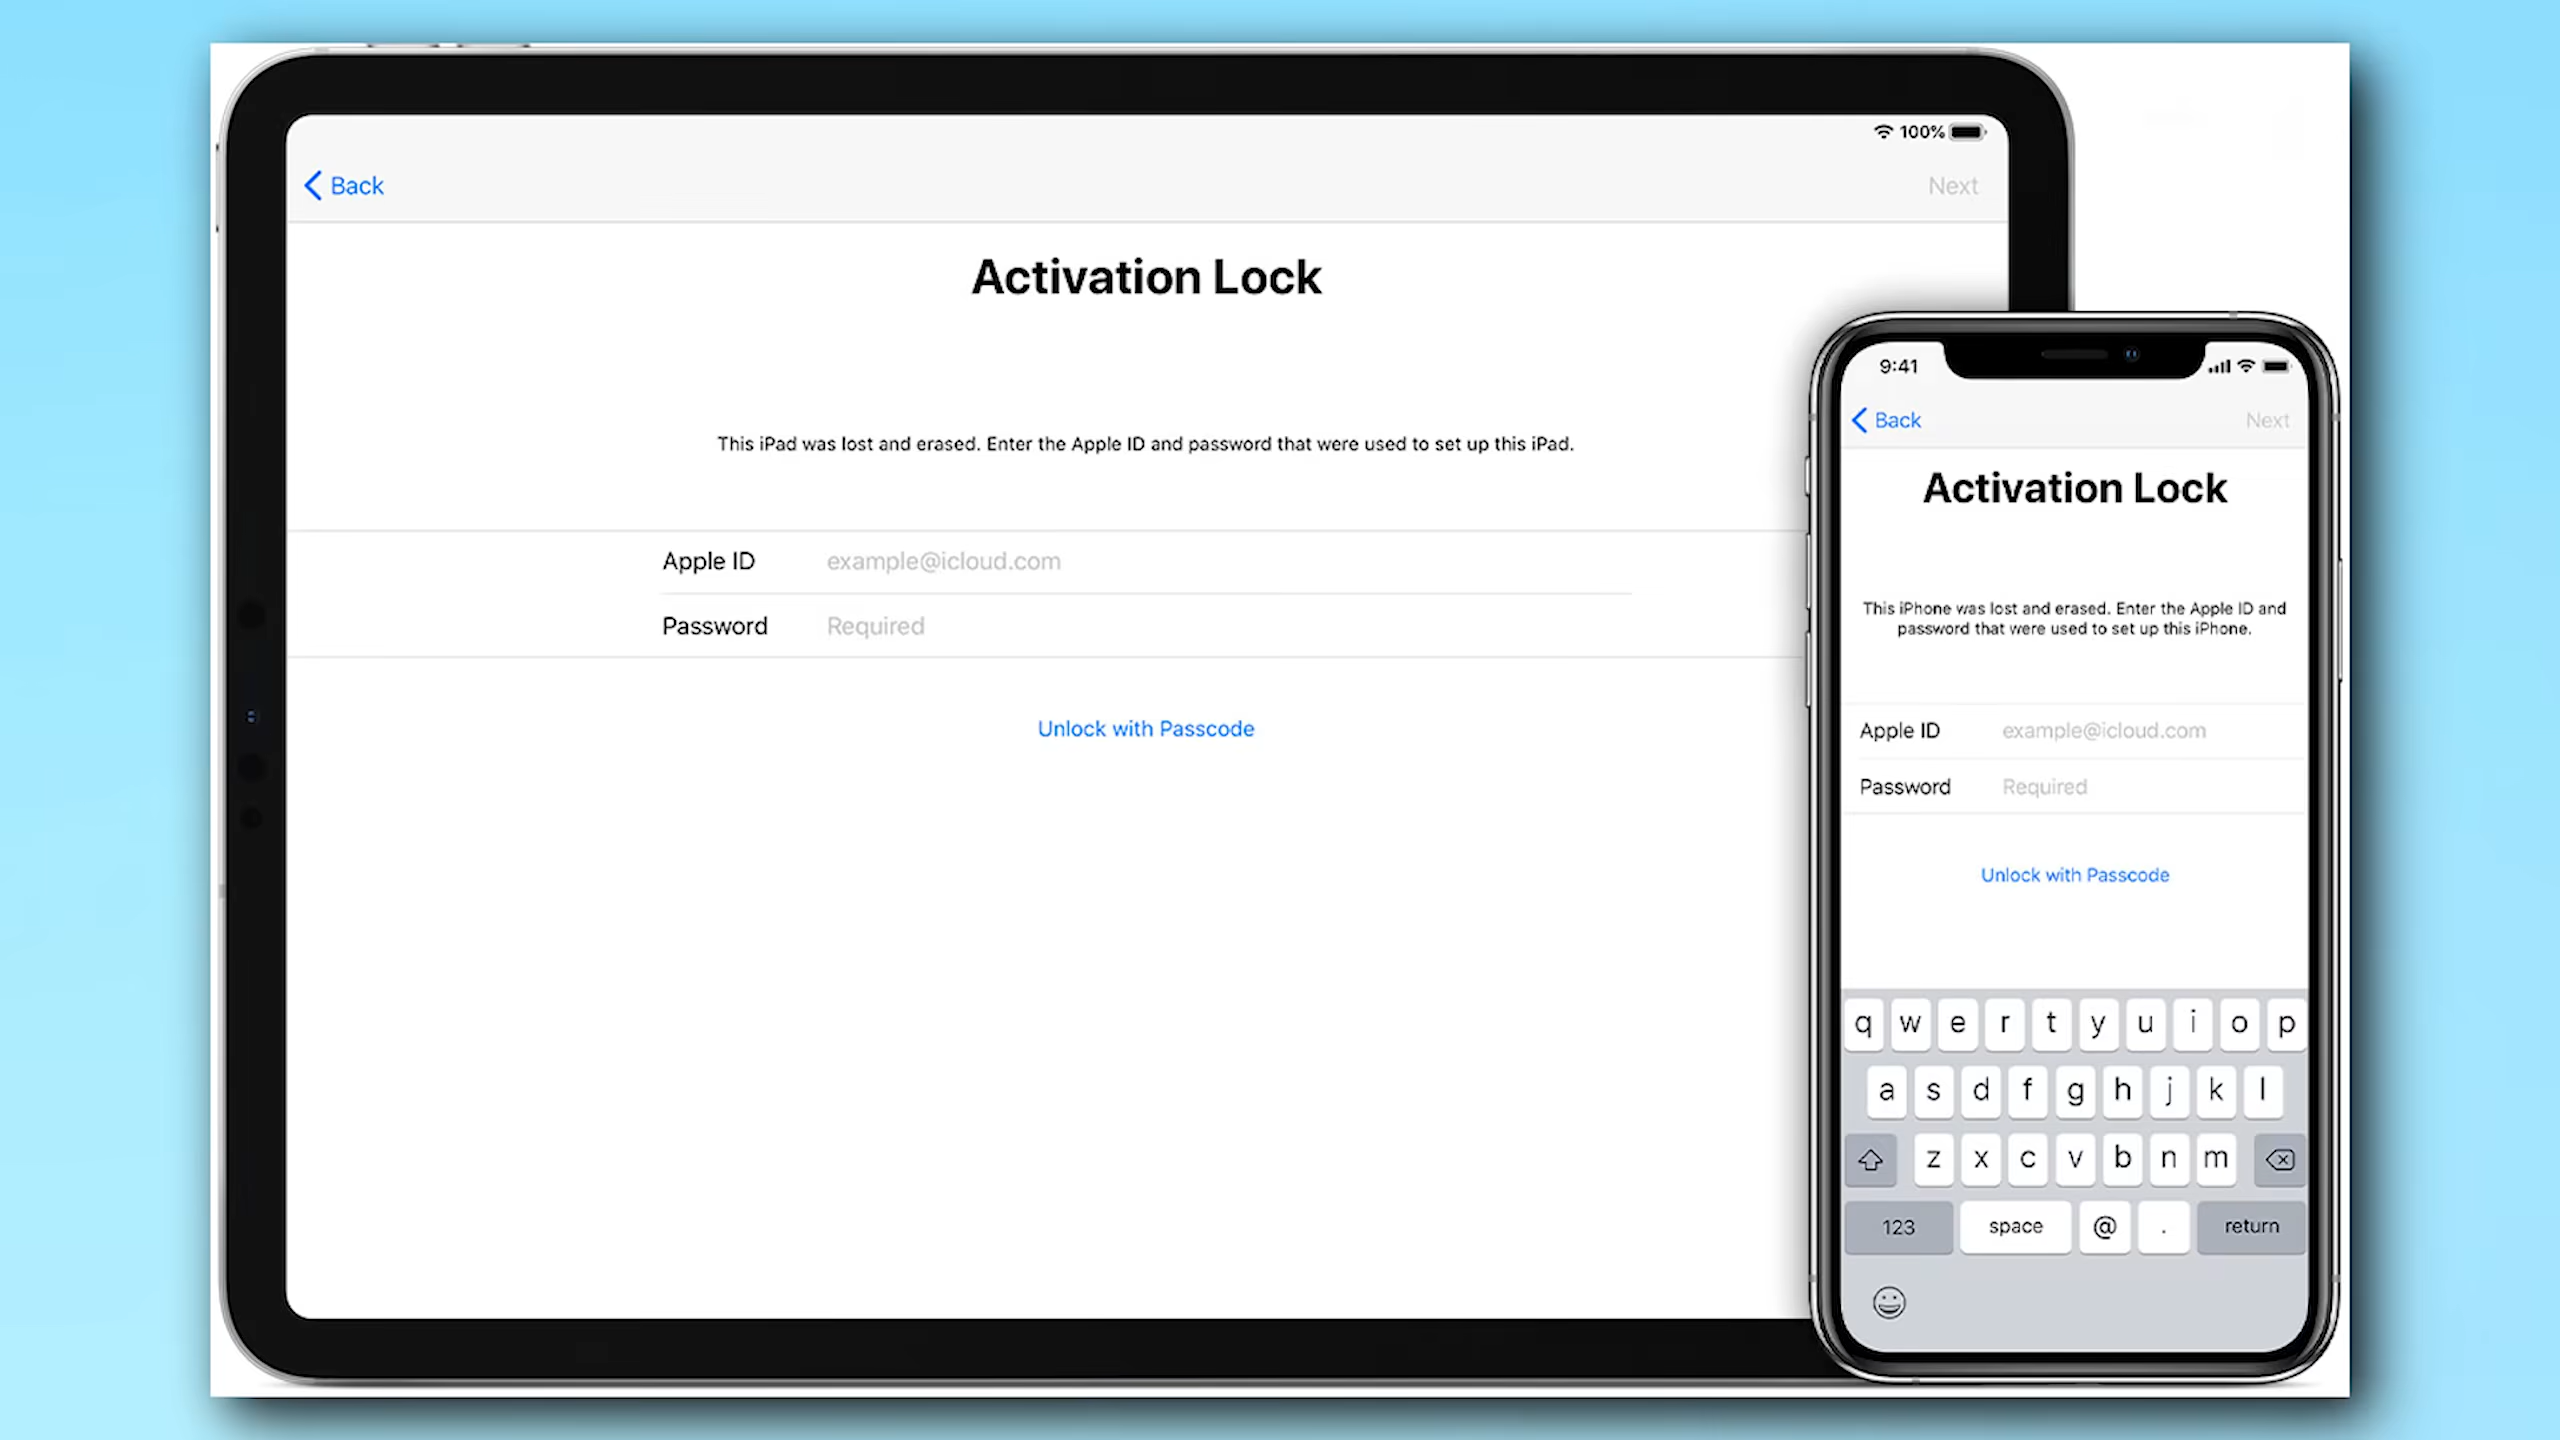 100%
Back
Next
Activation Lock
This iPad was lost and erased. Enter the Apple ID and password that were used to set up this iPad.
Apple ID example@icloud.com
Password Required
Unlock with Passcode
9:41
Back
Next
Activation Lock
This iPhone was lost and erased. Enter the Apple ID and
password that were used to set up this iPhone.
Apple ID example@icloud.com
Password Required
Unlock with Passcode
q w e r t y u i o p
a s d f g h j k l
z x c v b n m
123 space @ . return